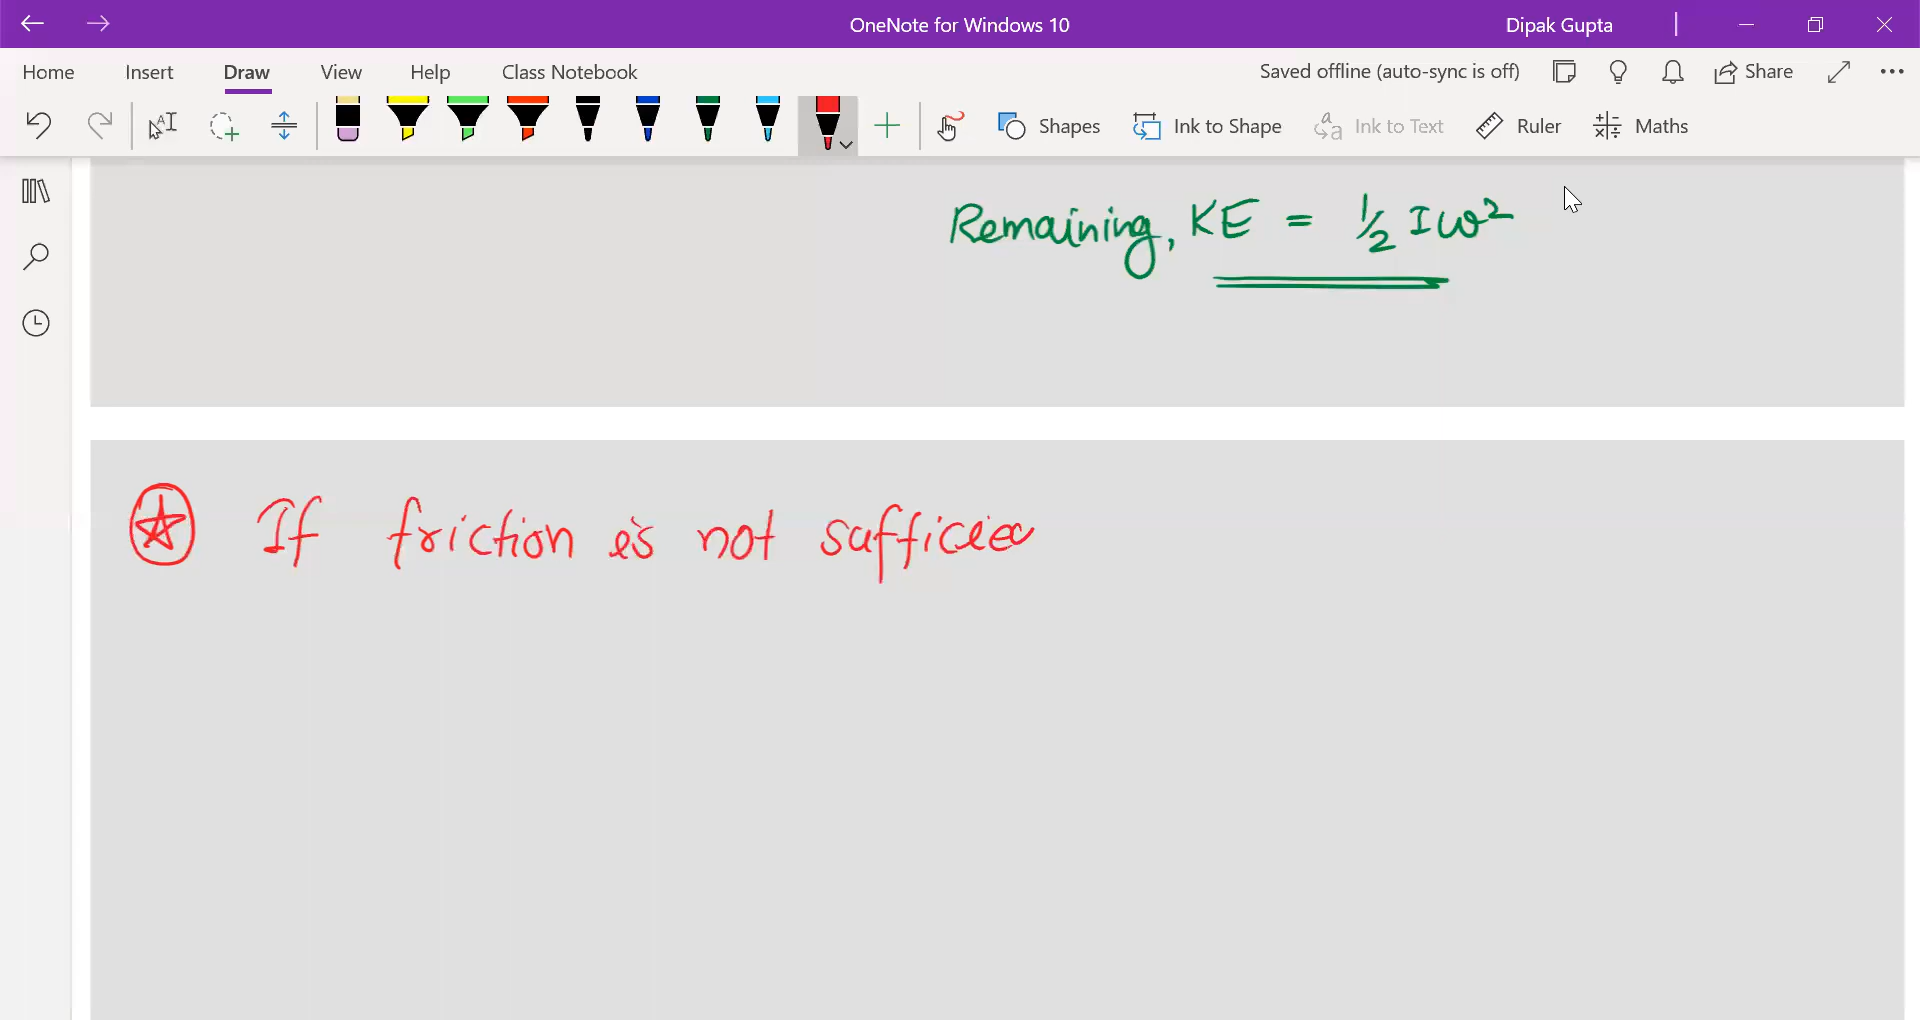 OneNote for Windows 10
Dipak Gupta
Home Insert Draw View Help Class Notebook
Saved offline (auto-sync is off) Share
Shapes Ink to Shape Ink to Text Ruler Maths
Remaining, KE = 1/2 Iω²
If friction is not sufficie